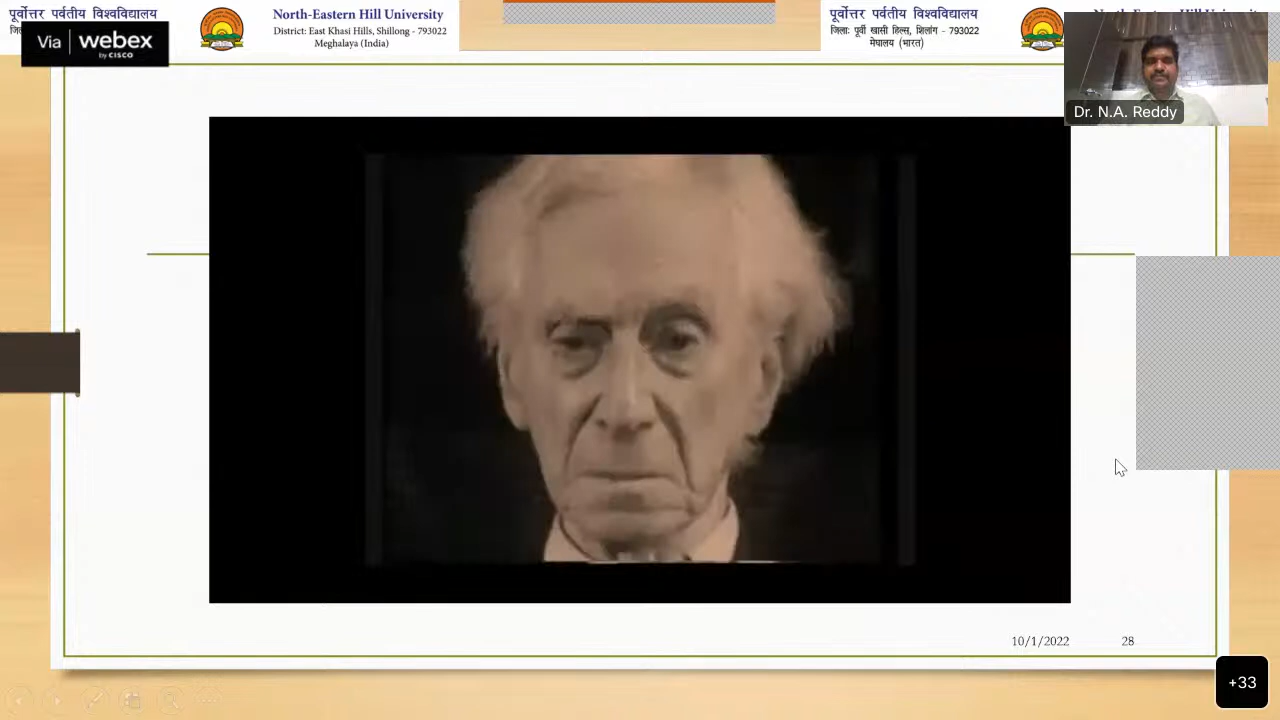 पूर्वोत्तर पर्वतीय विश्वविद्यालय
Via webex
by CISCO
North-Eastern Hill University
District: East Khasi Hills, Shillong - 793022
Meghalaya (India)
पूर्वोत्तर पर्वतीय विश्वविद्यालय
जिला: पूर्वी खासी हिल्स, शिलांग - 793022
मेघालय (भारत)
Dr. N.A. Reddy
10/1/2022
28
+33